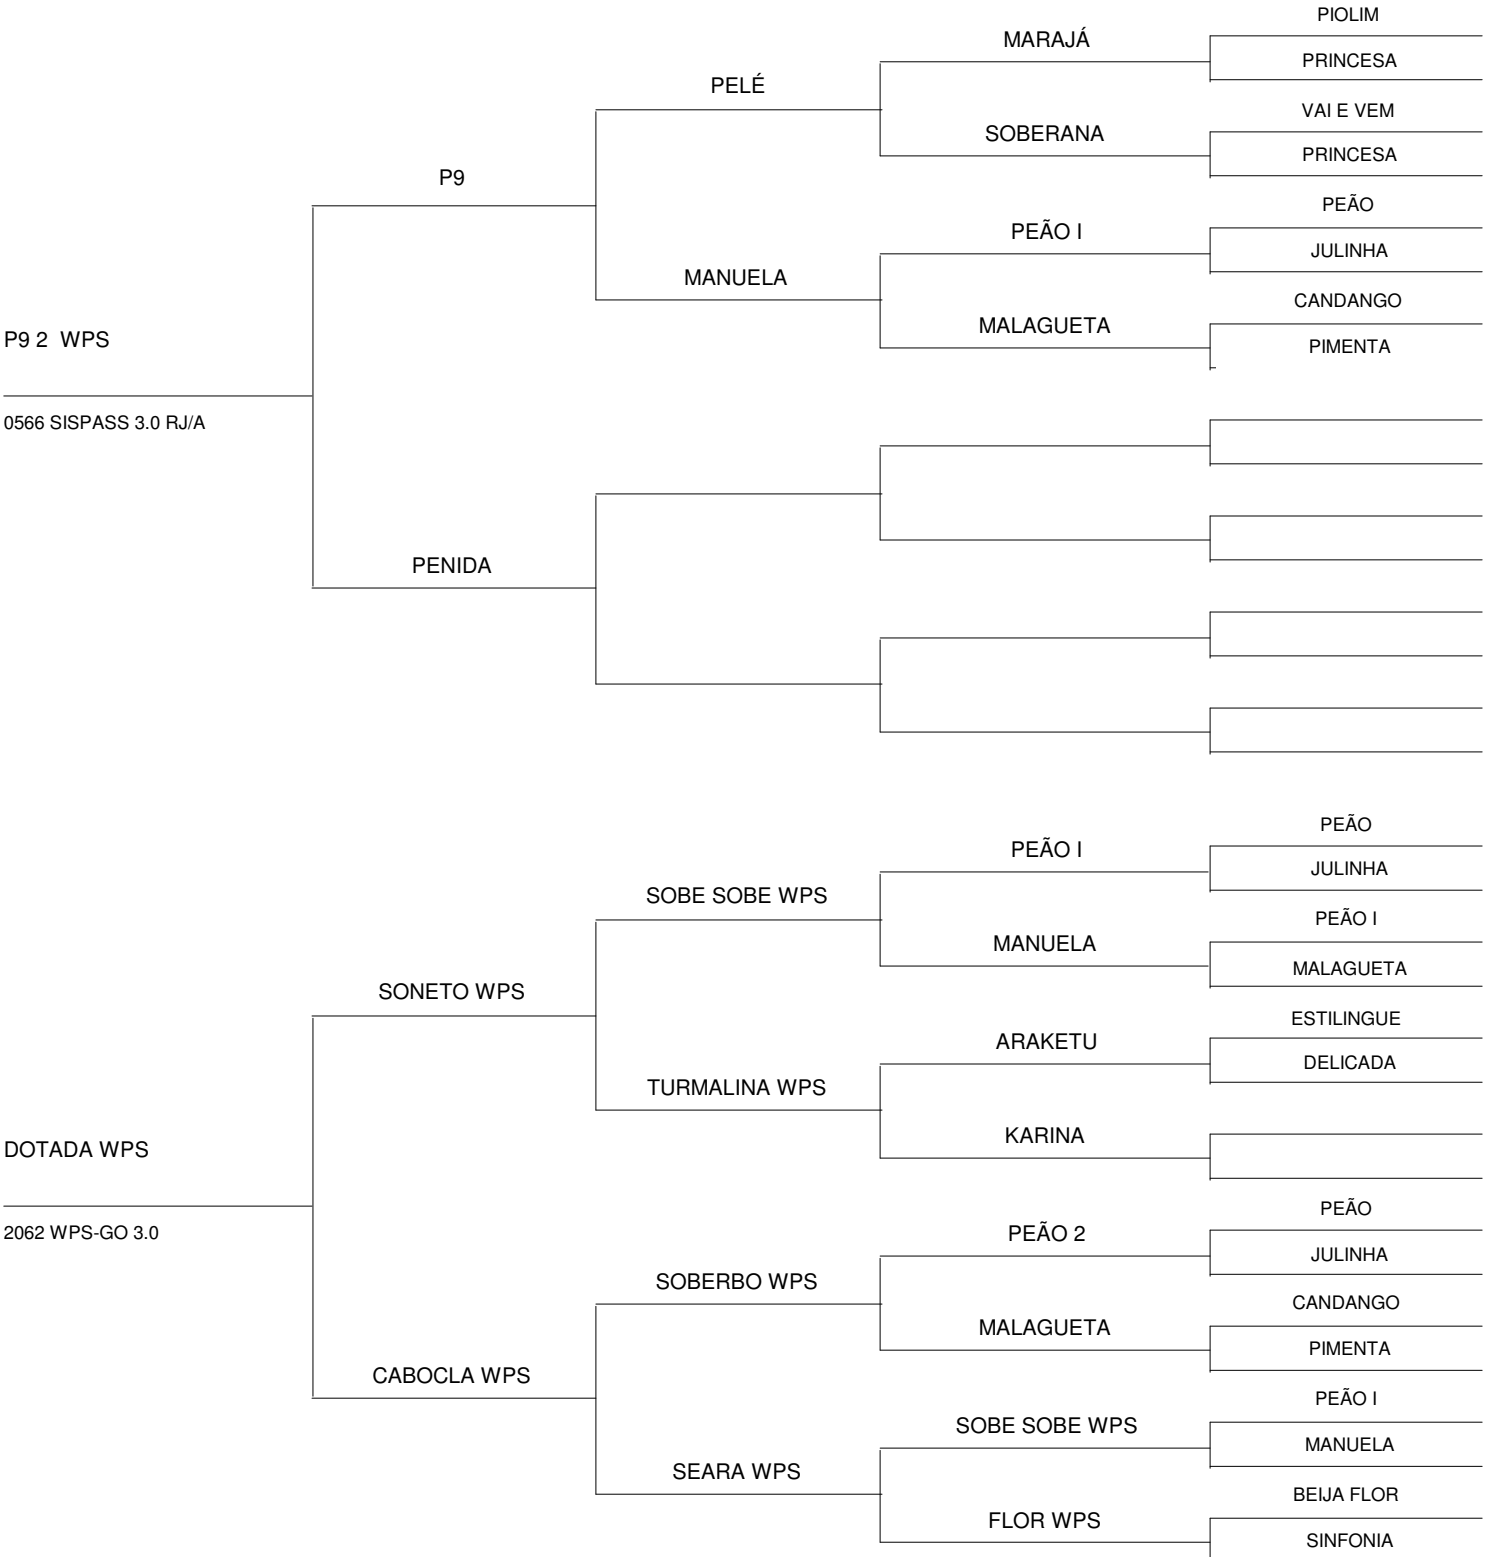 PIOLIM
MARAJÁ
PRINCESA
PELÉ
VAI E VEM
SOBERANA
PRINCESA
P9
PEÃO
PEÃO I
JULINHA
MANUELA
CANDANGO
MALAGUETA
P9 2  WPS
PIMENTA
0566 SISPASS 3.0 RJ/A
PENIDA
PEÃO
PEÃO I
JULINHA
SOBE SOBE WPS
PEÃO I
MANUELA
MALAGUETA
SONETO WPS
ESTILINGUE
ARAKETU
DELICADA
TURMALINA WPS
KARINA
DOTADA WPS
PEÃO
2062 WPS-GO 3.0
PEÃO 2
JULINHA
SOBERBO WPS
CANDANGO
MALAGUETA
PIMENTA
CABOCLA WPS
PEÃO I
SOBE SOBE WPS
MANUELA
SEARA WPS
BEIJA FLOR
FLOR WPS
SINFONIA